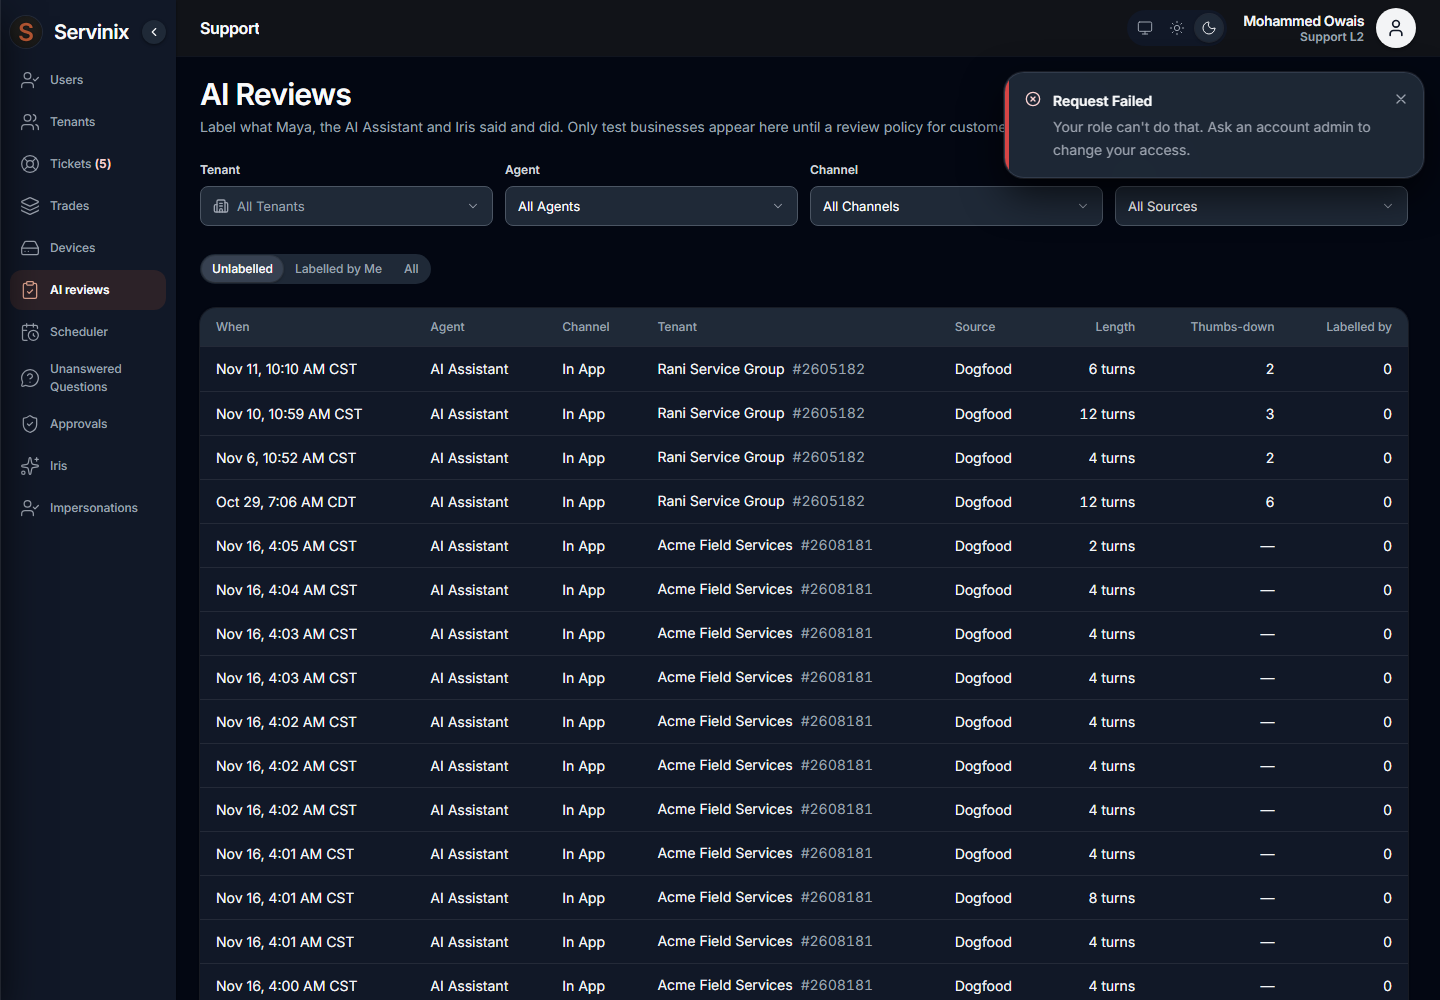 S Servinix
Support
Mohammed Owais
Support L2
Users
Tenants
Tickets (5)
Trades
Devices
AI reviews
Scheduler
Unanswered
Questions
Approvals
Iris
Impersonations
AI Reviews
Label what Maya, the AI Assistant and Iris said and did. Only test businesses appear here until a review policy for custome
Request Failed
Your role can't do that. Ask an account admin to
change your access.
Tenant Agent Channel
All Tenants All Agents All Channels All Sources
Unlabelled Labelled by Me All
When Agent Channel Tenant Source Length Thumbs-down Labelled by
Nov 11, 10:10 AM CST AI Assistant In App Rani Service Group #2605182 Dogfood 6 turns 2 0
Nov 10, 10:59 AM CST AI Assistant In App Rani Service Group #2605182 Dogfood 12 turns 3 0
Nov 6, 10:52 AM CST AI Assistant In App Rani Service Group #2605182 Dogfood 4 turns 2 0
Oct 29, 7:06 AM CDT AI Assistant In App Rani Service Group #2605182 Dogfood 12 turns 6 0
Nov 16, 4:05 AM CST AI Assistant In App Acme Field Services #2608181 Dogfood 2 turns — 0
Nov 16, 4:04 AM CST AI Assistant In App Acme Field Services #2608181 Dogfood 4 turns — 0
Nov 16, 4:03 AM CST AI Assistant In App Acme Field Services #2608181 Dogfood 4 turns — 0
Nov 16, 4:03 AM CST AI Assistant In App Acme Field Services #2608181 Dogfood 4 turns — 0
Nov 16, 4:02 AM CST AI Assistant In App Acme Field Services #2608181 Dogfood 4 turns — 0
Nov 16, 4:02 AM CST AI Assistant In App Acme Field Services #2608181 Dogfood 4 turns — 0
Nov 16, 4:02 AM CST AI Assistant In App Acme Field Services #2608181 Dogfood 4 turns — 0
Nov 16, 4:01 AM CST AI Assistant In App Acme Field Services #2608181 Dogfood 4 turns — 0
Nov 16, 4:01 AM CST AI Assistant In App Acme Field Services #2608181 Dogfood 8 turns — 0
Nov 16, 4:01 AM CST AI Assistant In App Acme Field Services #2608181 Dogfood 4 turns — 0
Nov 16, 4:00 AM CST AI Assistant In App Acme Field Services #2608181 Dogfood 4 turns — 0